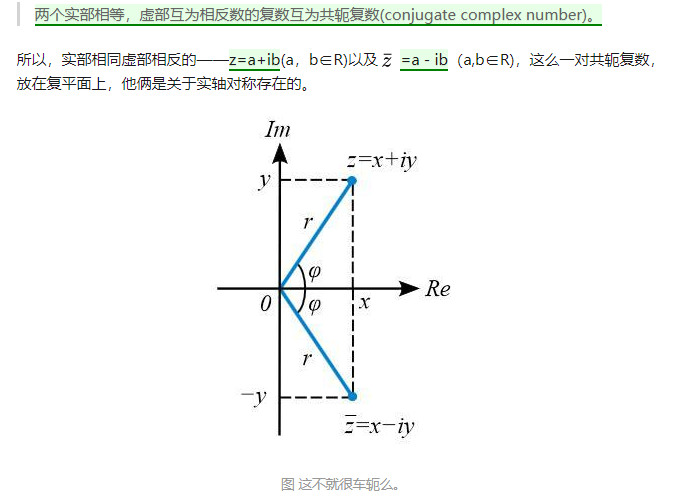 两个实部相等，虚部互为相反数的复数互为共轭复数(conjugate complex number)。
所以，实部相同虚部相反的——z=a+ib(a，b∈R)以及 z̅ =a - ib（a,b∈R)，这么一对共轭复数，
放在复平面上，他俩是关于实轴对称存在的。
Im
z=x+iy
y
r
φ
0
φ
x
Re
r
−y
z̅=x−iy
图 这不就很车轭么。